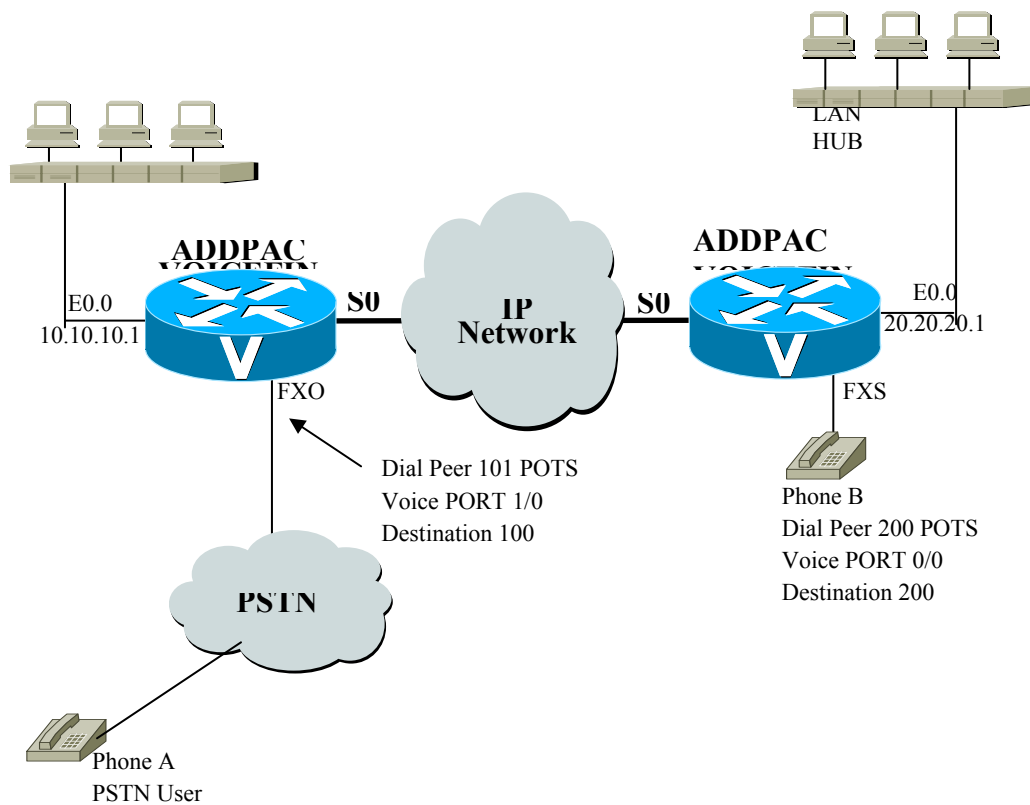 LAN
HUB
ADDPAC
ADDPAC
E0.0
S0
IP
Network
S0
E0.0
10.10.10.1
20.20.20.1
V
V
FXO
FXS
Dial Peer 101 POTS
Voice PORT 1/0
Destination 100
Phone B
Dial Peer 200 POTS
Voice PORT 0/0
Destination 200
PSTN
Phone A
PSTN User